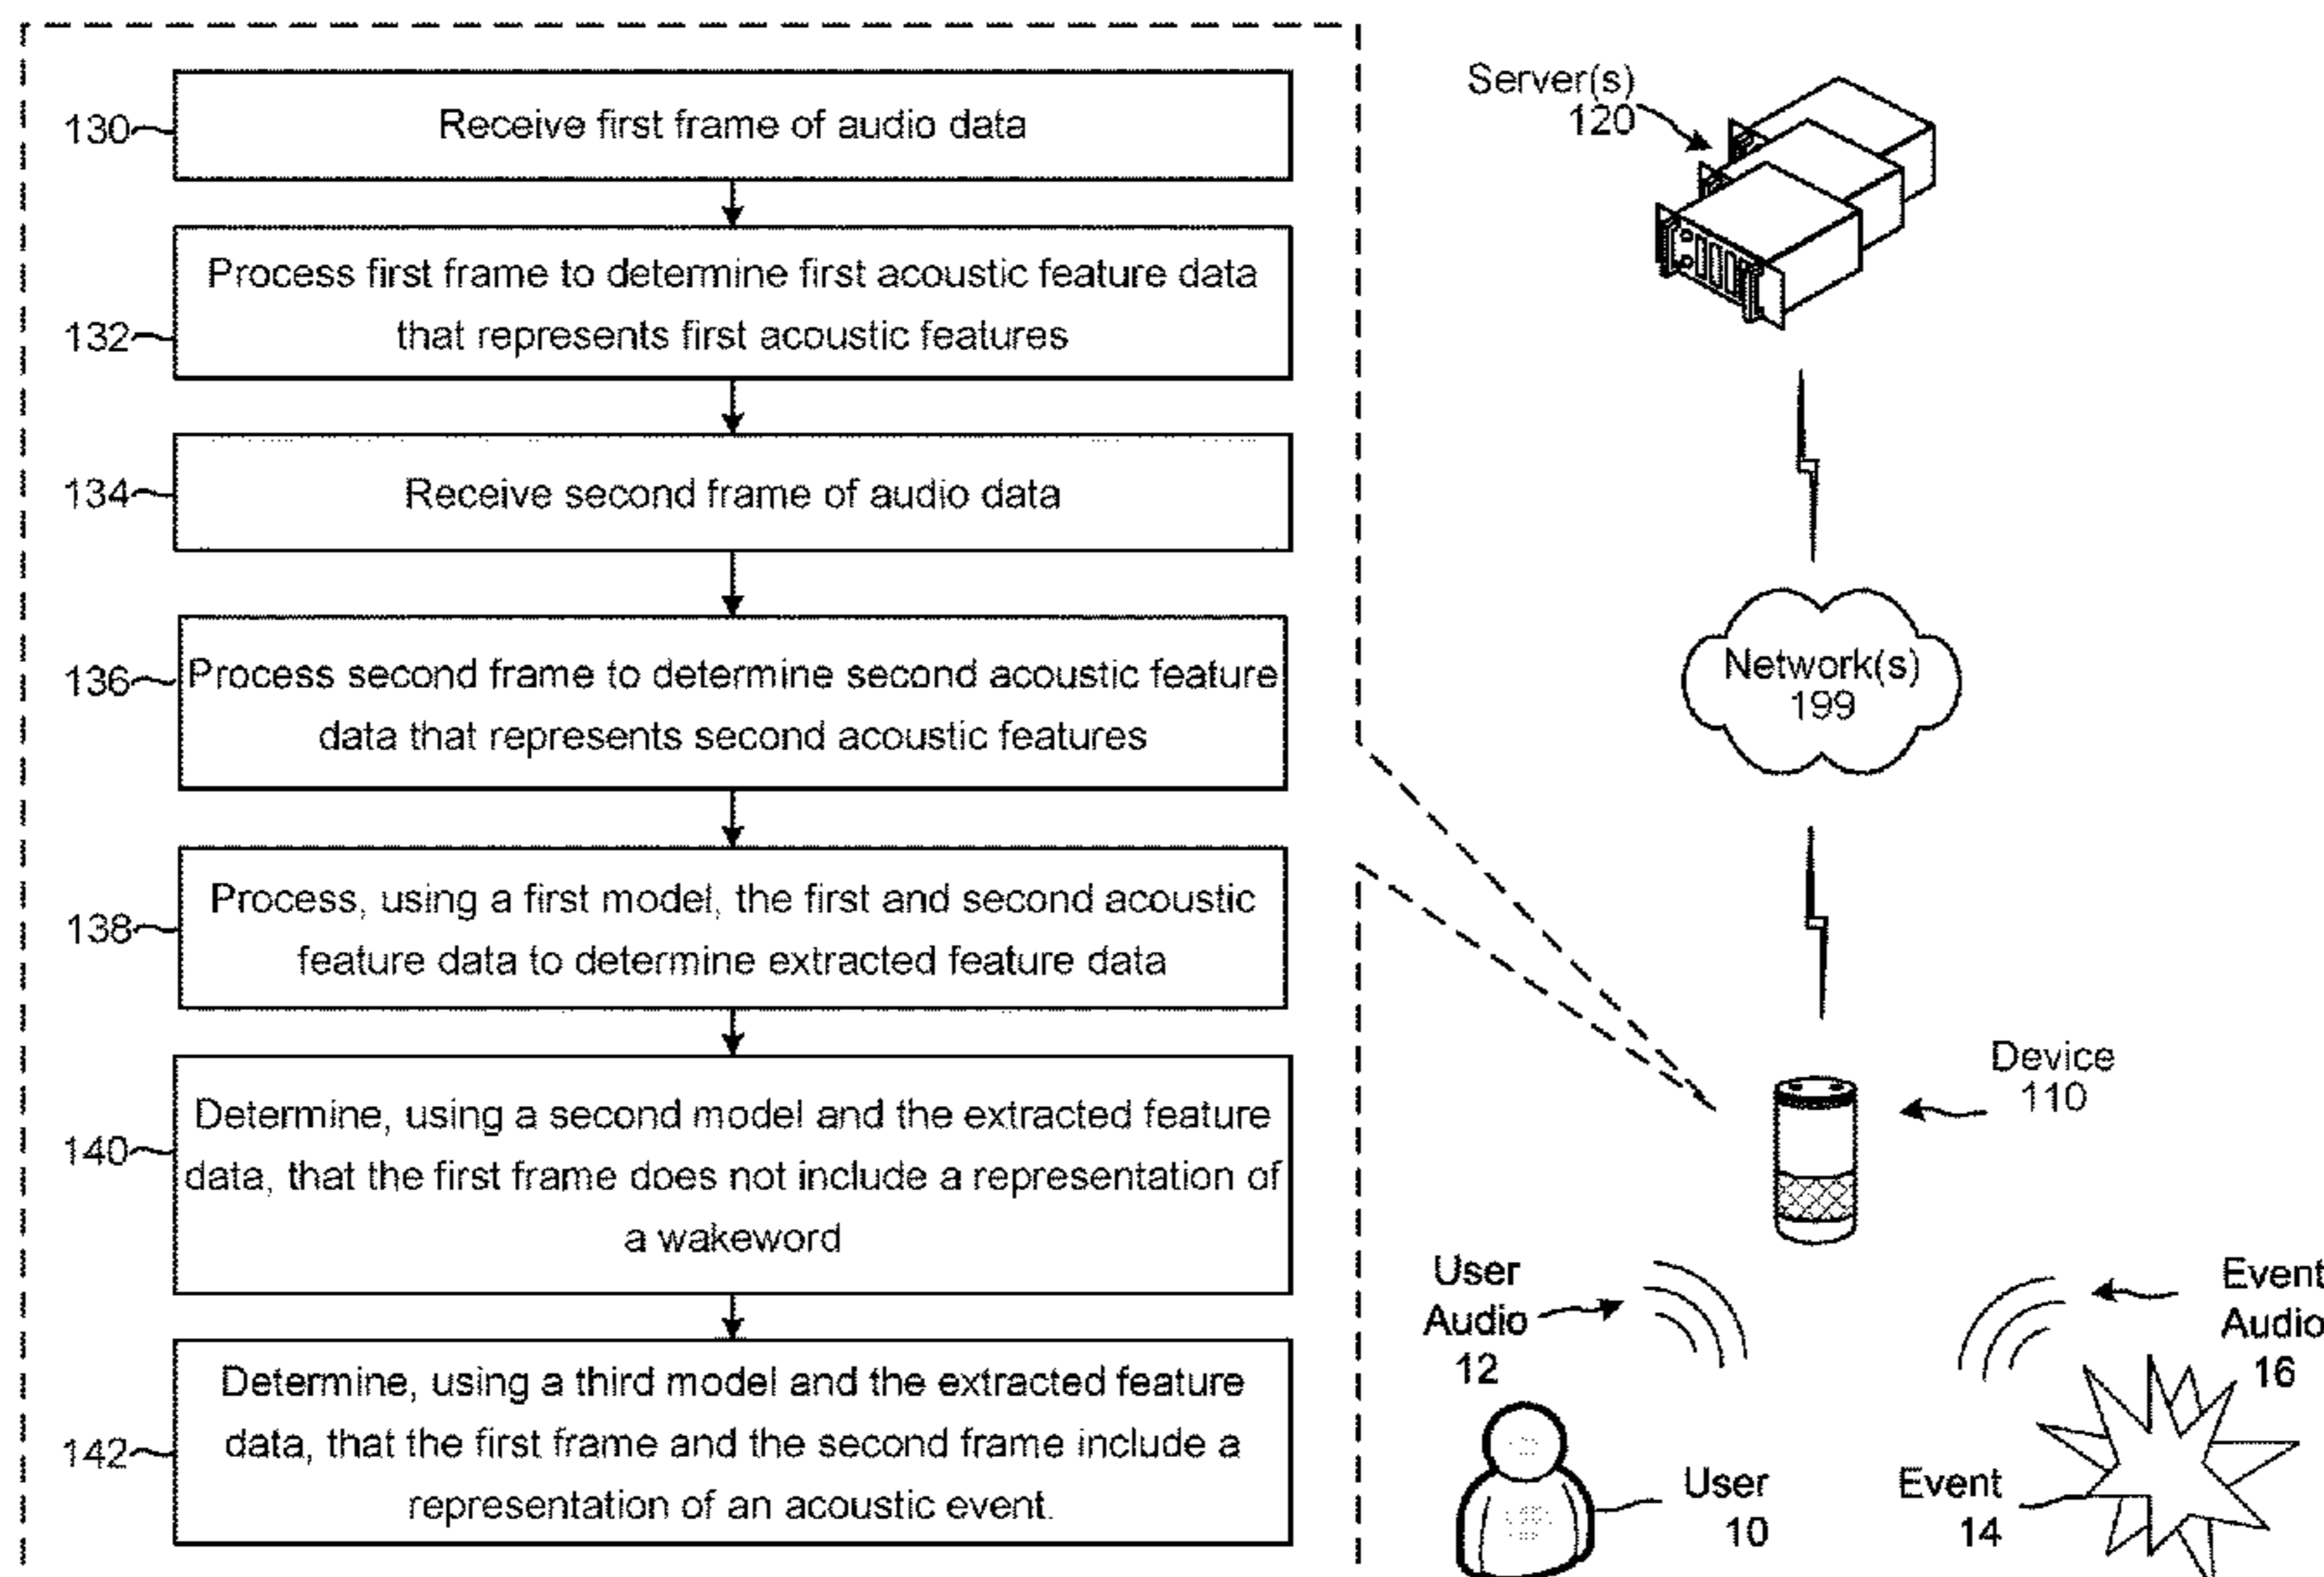 130
Receive first frame of audio data
Process first frame to determine first acoustic feature data
132
that represents first acoustic features
134
Receive second frame of audio data
136
Process second frame to determine second acoustic feature
data that represents second acoustic features
Process, using a first model, the first and second acoustic
138
feature data to determine extracted feature data
Determine, using a second model and the extracted feature
140
data, that the first frame does not include a representation of
a wakeword
Determine, using a third model and the extracted feature
142
data, that the first frame and the second frame include a
representation of an acoustic event.
Server(s)
120
Network(s)
199
Device
110
User
Audio
12
Event
Audio
16
User
10
Event
14